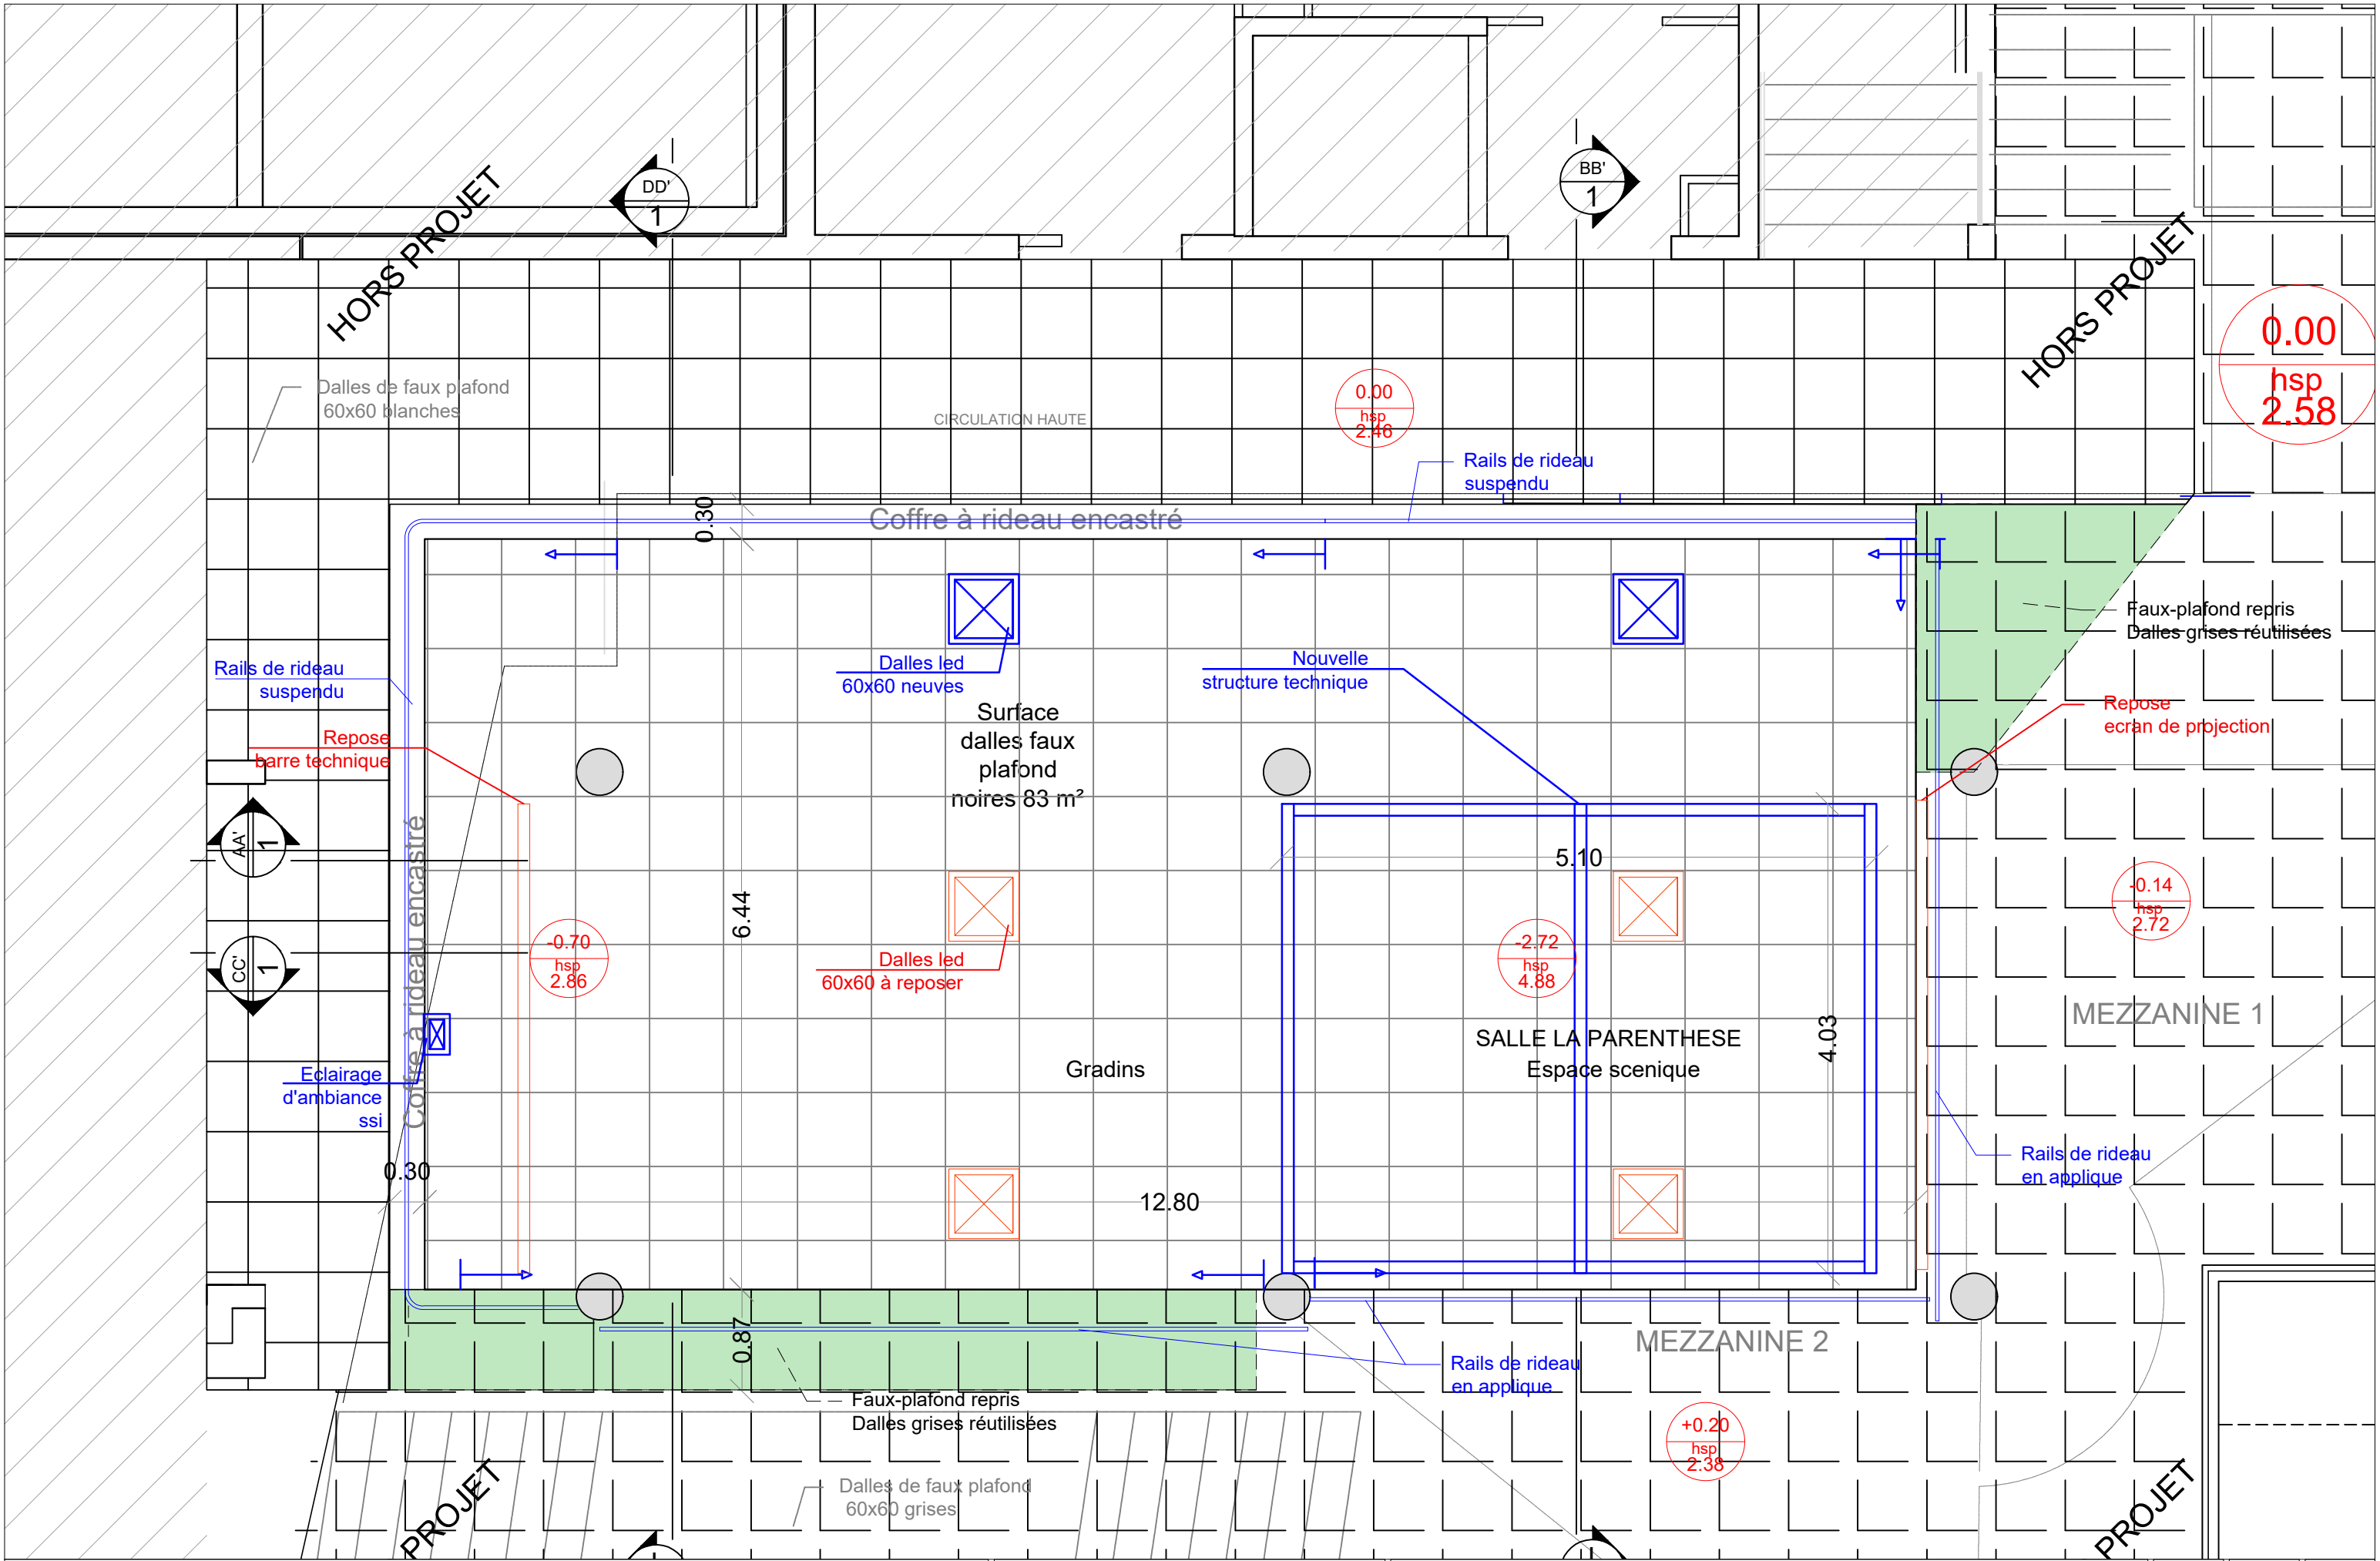 HORS PROJET
DD'
1
BB'
1
HORS PROJET
0.00
hsp
2.58
Dalles de faux plafond
60x60 blanches
CIRCULATION HAUTE
0.00
hsp
2.46
Rails de rideau
suspendu
0.30
Coffre à rideau encastré
Faux-plafond repris
Dalles grises réutilisées
Rails de rideau
suspendu
Dalles led
60x60 neuves
Nouvelle
structure technique
Surface
dalles faux
plafond
noires 83 m²
Repose
ecran de projection
Repose
barre technique
AA'
1
5.10
6.44
-0.14
hsp
2.72
Coffre à rideau encastré
-0.70
hsp
2.86
Dalles led
60x60 à reposer
-2.72
hsp
4.88
CC'
1
MEZZANINE 1
SALLE LA PARENTHESE
Espace scenique
4.03
Gradins
Eclairage
d'ambiance
ssi
0.30
12.80
Rails de rideau
en applique
0.87
MEZZANINE 2
Rails de rideau
en applique
Faux-plafond repris
Dalles grises réutilisées
+0.20
hsp
2.38
Dalles de faux plafond
60x60 grises
PROJET
PROJET